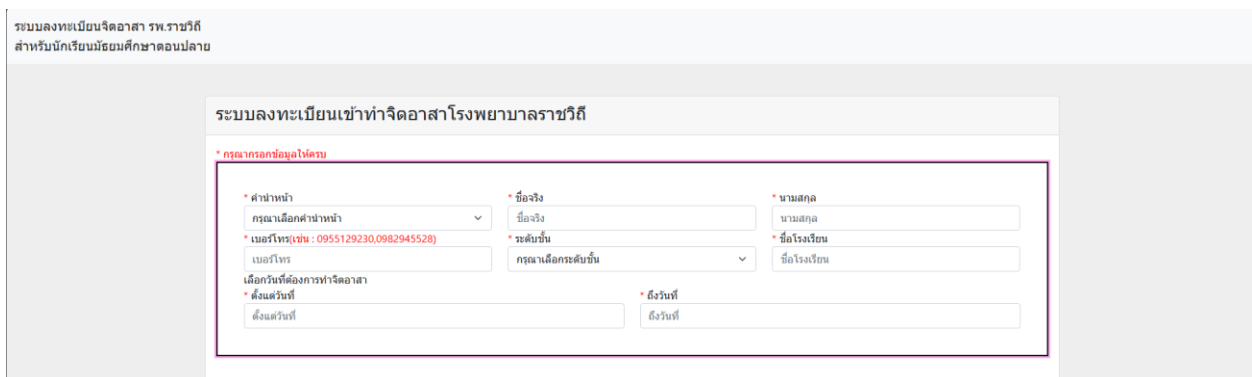 ระบบลงทะเบียนจิตอาสา รพ.ราชวิถี
สำหรับนักเรียนมัธยมศึกษาตอนปลาย
ระบบลงทะเบียนเข้าทำจิตอาสาโรงพยาบาลราชวิถี
* กรุณากรอกข้อมูลให้ครบ
* คำนำหน้า * ชื่อจริง * นามสกุล
กรุณาเลือกคำนำหน้า ชื่อจริง นามสกุล
* เบอร์โทร(เช่น : 0955129230,0982945528) * ระดับชั้น * ชื่อโรงเรียน
เบอร์โทร กรุณาเลือกระดับชั้น ชื่อโรงเรียน
เลือกวันที่ต้องการทำจิตอาสา
* ตั้งแต่วันที่ * ถึงวันที่
ตั้งแต่วันที่ ถึงวันที่